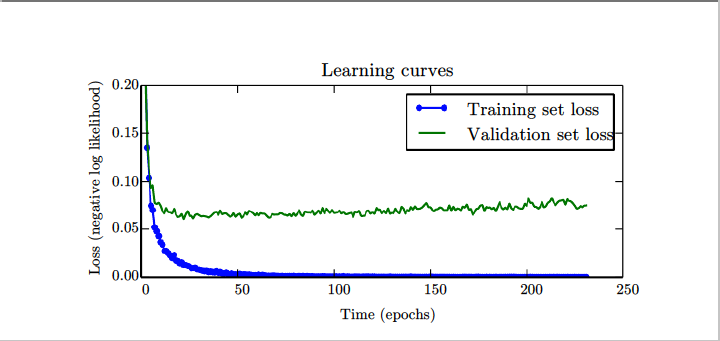 Learning curves
Loss (negative log likelihood)
0.20
0.15
0.10
0.05
0.00
Training set loss
Validation set loss
0 50 100 150 200 250
Time (epochs)